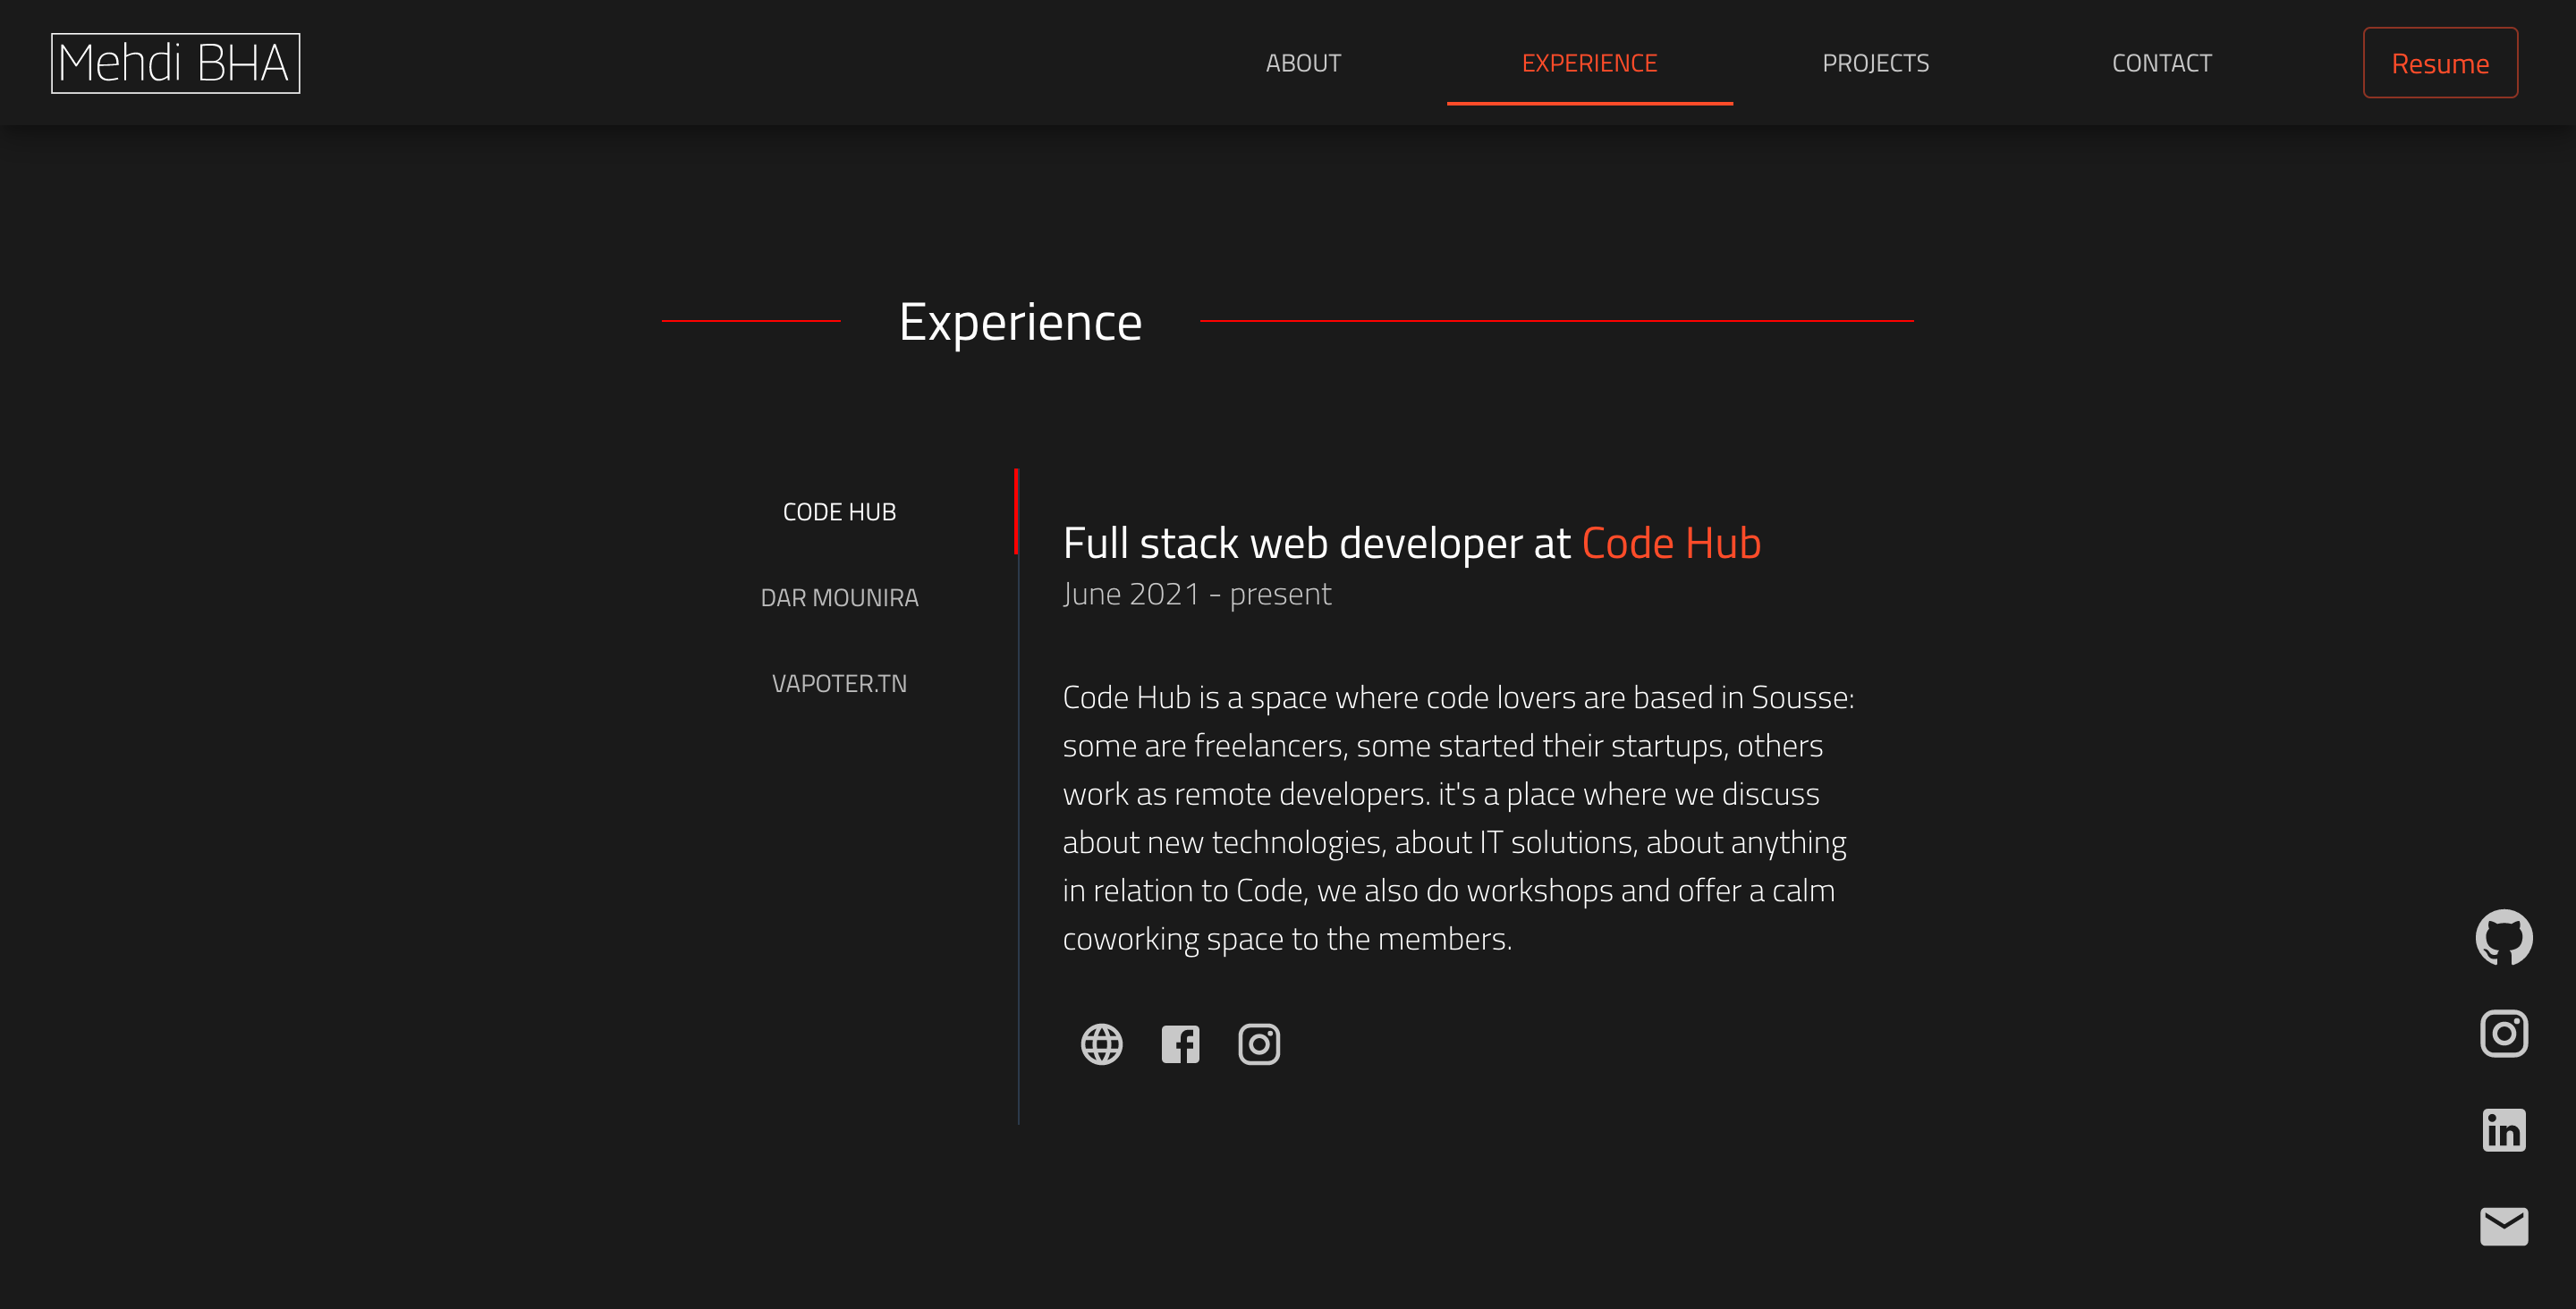 Mehdi BHA
ABOUT
EXPERIENCE
PROJECTS
CONTACT
Resume
Experience
CODE HUB
DAR MOUNIRA
VAPOTER.TN
Full stack web developer at Code Hub
June 2021 - present
Code Hub is a space where code lovers are based in Sousse:
some are freelancers, some started their startups, others
work as remote developers. it's a place where we discuss
about new technologies, about IT solutions, about anything
in relation to Code, we also do workshops and offer a calm
coworking space to the members.